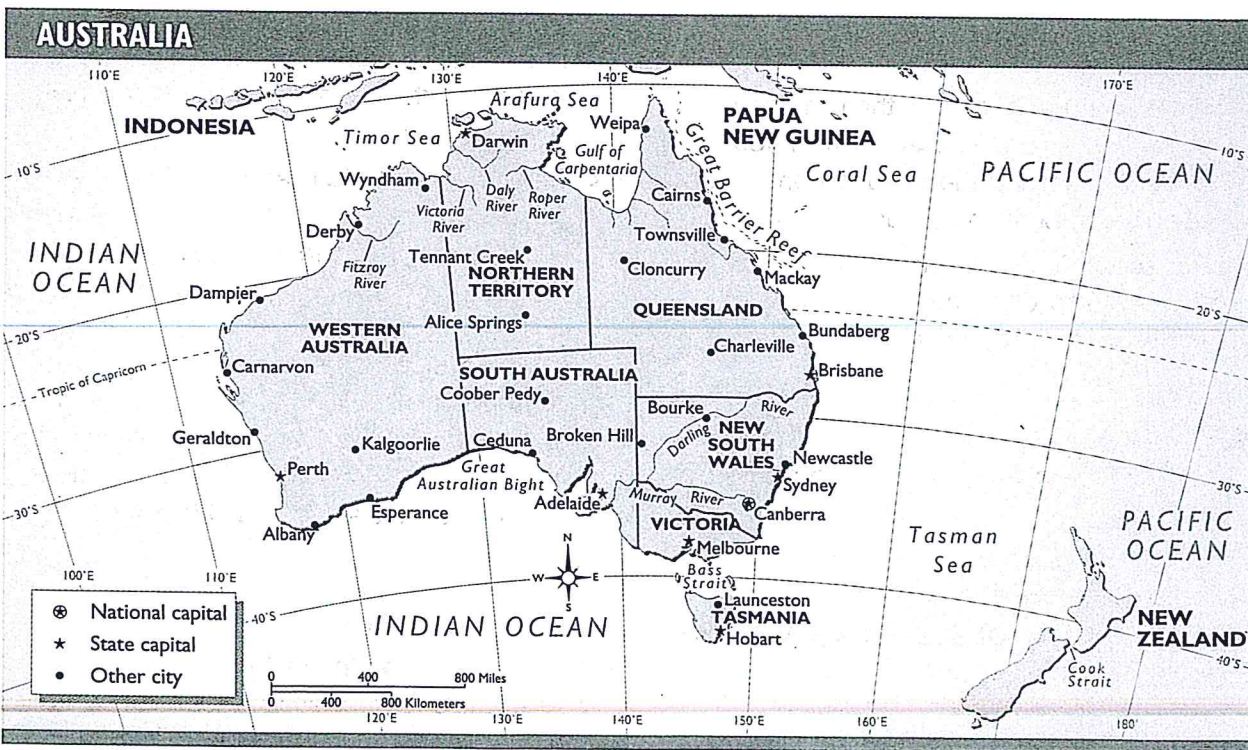 AUSTRALIA
110°E
120°E
130°E
140°E
170°E
Arafura Sea
INDONESIA
Timor Sea
Darwin
Weipa
PAPUA
NEW GUINEA
Gulf of
Carpentaria
Great Barrier Reef
Coral Sea
PACIFIC OCEAN
10°S
10°S
Wyndham
Daly
River
Roper
River
Victoria
River
Cairns
Derby
Fitzroy
River
Townsville
INDIAN
OCEAN
Tennant Creek
NORTHERN
TERRITORY
Cloncurry
Mackay
Dampier
QUEENSLAND
20°S
20°S
WESTERN
AUSTRALIA
Alice Springs
Bundaberg
Charleville
Tropic of Capricorn
Carnarvon
SOUTH AUSTRALIA
Brisbane
Coober Pedy
Bourke
River
Darling
Geraldton
Kalgoorlie
Ceduna
Broken Hill
NEW
SOUTH
WALES
Newcastle
Perth
Great
Australian Bight
Sydney
30°S
30°S
Adelaide
Murray
River
Canberra
Esperance
Albany
VICTORIA
Melbourne
Tasman
Sea
PACIFIC
OCEAN
N
W
E
S
Bass
Strait
100°E
110°E
Launceston
TASMANIA
Hobart
NEW
ZEALAND
40°S
40°S
INDIAN OCEAN
Cook
Strait
National capital
State capital
Other city
0
400
800 Miles
0
400
800 Kilometers
120°E
130°E
140°E
150°E
160°E
180°